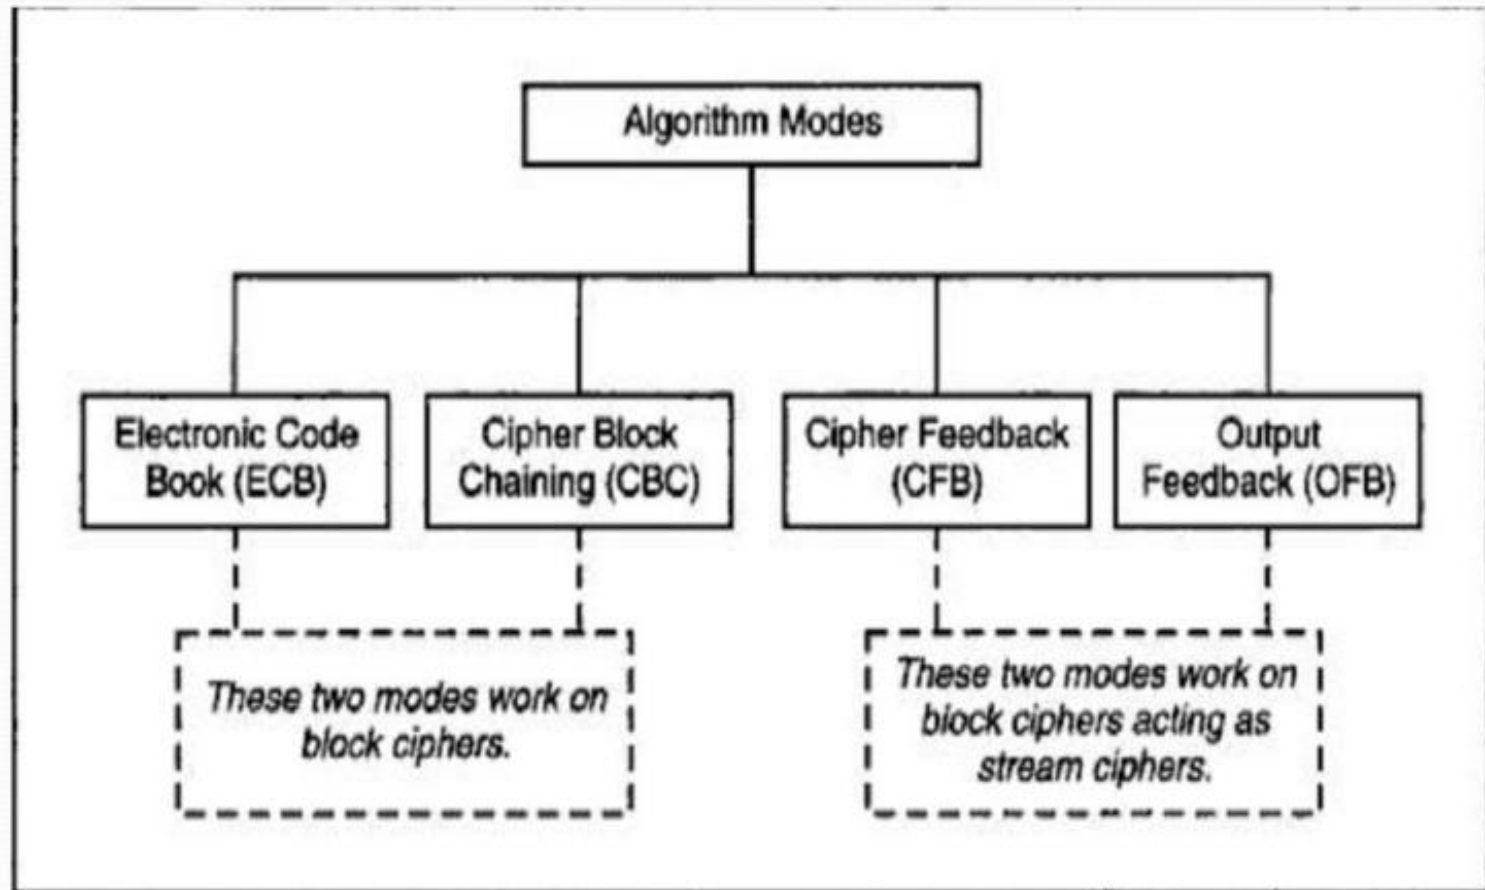 Algorithm Modes
Electronic Code
Book (ECB)
Cipher Block
Chaining (CBC)
Cipher Feedback
(CFB)
Output
Feedback (OFB)
These two modes work on
block ciphers.
These two modes work on
block ciphers acting as
stream ciphers.